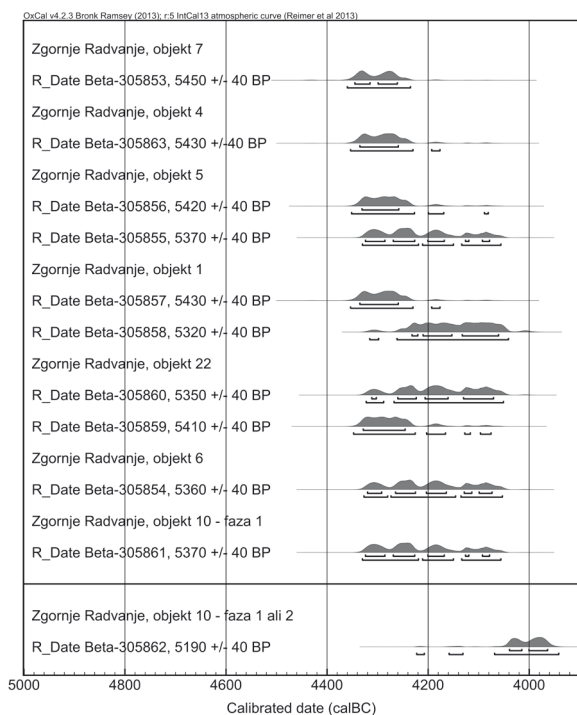 OxCal v4.2.3 Bronk Ramsey (2013); r:5 IntCal13 atmospheric curve (Reimer et al 2013)
Zgornje Radvanje, objekt 7
R_Date Beta-305853, 5450 +/- 40 BP
Zgornje Radvanje, objekt 4
R_Date Beta-305863, 5430 +/-40 BP
Zgornje Radvanje, objekt 5
R_Date Beta-305856, 5420 +/- 40 BP
R_Date Beta-305855, 5370 +/- 40 BP
Zgornje Radvanje, objekt 1
R_Date Beta-305857, 5430 +/- 40 BP
R_Date Beta-305858, 5320 +/- 40 BP
Zgornje Radvanje, objekt 22
R_Date Beta-305860, 5350 +/- 40 BP
R_Date Beta-305859, 5410 +/- 40 BP
Zgornje Radvanje, objekt 6
R_Date Beta-305854, 5360 +/- 40 BP
Zgornje Radvanje, objekt 10 - faza 1
R_Date Beta-305861, 5370 +/- 40 BP
Zgornje Radvanje, objekt 10 - faza 1 ali 2
R_Date Beta-305862, 5190 +/- 40 BP
5000 4800 4600 4400 4200 4000
Calibrated date (calBC)